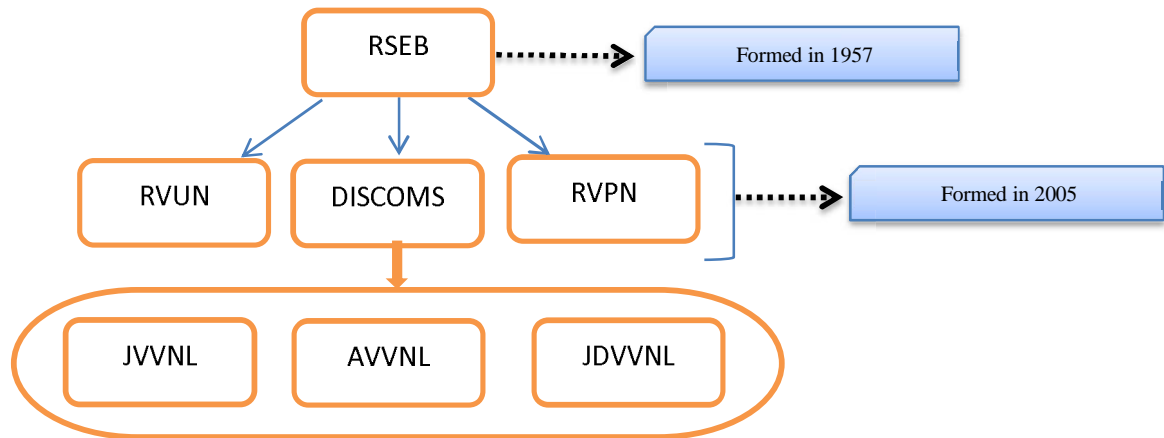 RSEB
Formed in 1957
RVUN
DISCOMS
RVPN
Formed in 2005
JVVNL
AVVNL
JDVVNL